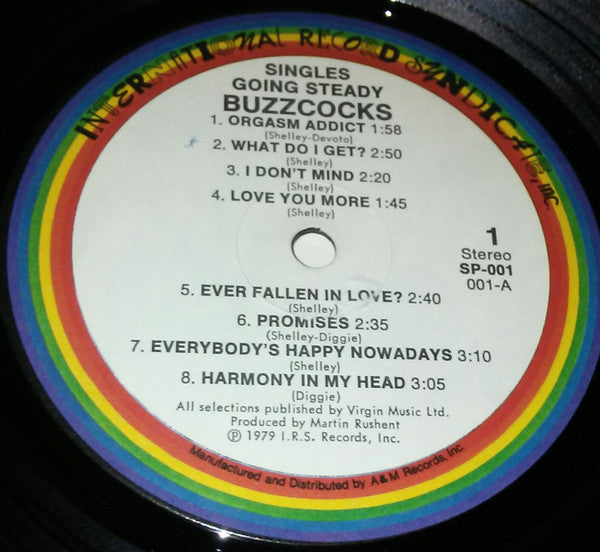 INTERNATIONAL RECORD SYNDICATE, INC.
SINGLES
GOING STEADY
BUZZCOCKS
1. ORGASM ADDICT 1:58
(Shelley-Devoto)
2. WHAT DO I GET? 2:50
(Shelley)
3. I DON'T MIND 2:20
(Shelley)
4. LOVE YOU MORE 1:45
(Shelley)
1
Stereo
SP-001
001-A
5. EVER FALLEN IN LOVE? 2:40
(Shelley)
6. PROMISES 2:35
(Shelley-Diggie)
7. EVERYBODY'S HAPPY NOWADAYS 3:10
(Shelley)
8. HARMONY IN MY HEAD 3:05
(Diggie)
All selections published by Virgin Music Ltd.
Produced by Martin Rushent
℗ 1979 I.R.S. Records, Inc.
Manufactured and Distributed by A&M Records, Inc.